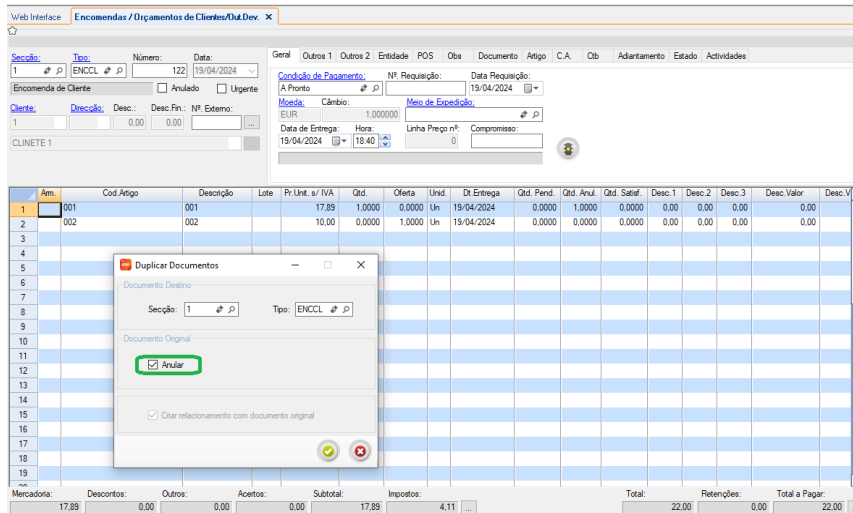 Web Interface Encomendas / Orçamentos de Clientes/Out.Dev. X
Secção: Tipo: Número: Data:
1 ENCCL 122 19/04/2024
Encomenda de Cliente Anulado Urgente
Cliente: Direcção: Desc.: Desc.Fin.: Nº. Externo:
1 0.00 0,00 ...
CLINETE 1 ...
Geral Outros 1 Outros 2 Entidade POS Obs Documento Artigo C.A. Ctb Adiantamento Estado Actividades
Condição de Pagamento: Nº. Requisição: Data Requisição:
A Pronto 19/04/2024
Moeda: Câmbio: Meio de Expedição:
EUR 1,000000
Data de Entrega: Hora: Linha Preço nº: Compromisso:
19/04/2024 18:40 0
Arm. Cod.Artigo Descrição Lote Pr.Unit. s/ IVA Qtd. Oferta Unid. Dt.Entrega Qtd. Pend. Qtd. Anul. Qtd. Satisf. Desc.1 Desc.2 Desc.3 Desc.Valor Desc.V
1 001 001 17,89 1,0000 0,0000 Un 19/04/2024 0,0000 1,0000 0,0000 0,00 0,00 0,00 0,00
2 002 002 10,00 0,0000 1,0000 Un 19/04/2024 0,0000 0,0000 0,0000 0,00 0,00 0,00 0,00
3
4
5
6
7
8
9
10
11
12
13
14
15
16
17
18
19
Duplicar Documentos
Documento Destino
Secção: 1 Tipo: ENCCL
Documento Original
Anular
Criar relacionamento com documento original
Mercadoria: Descontos: Outros: Acertos: Subtotal: Impostos: Total: Retenções: Total a Pagar:
17,89 0,00 0,00 0,00 17,89 4,11 ... 22,00 0,00 22,00